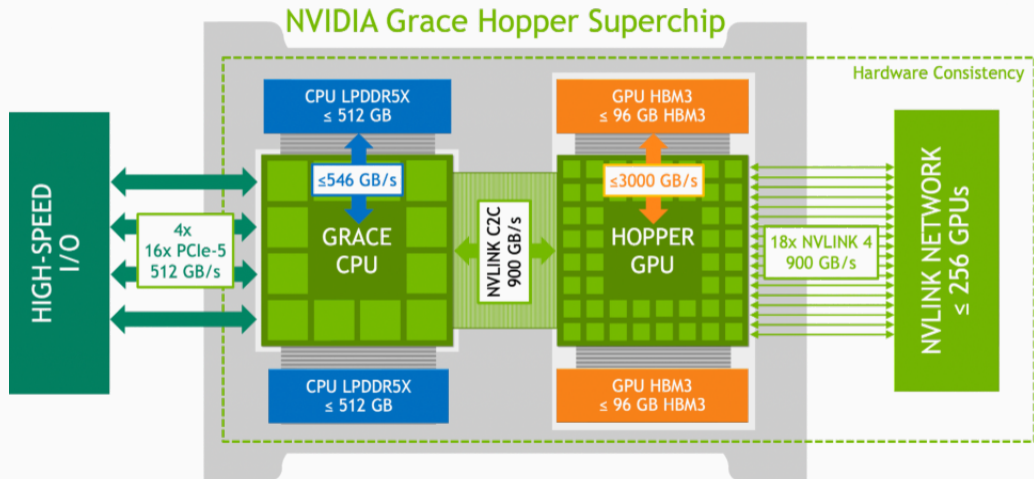 NVIDIA Grace Hopper Superchip
Hardware Consistency
HIGH-SPEED
I/O
4x
16x PCIe-5
512 GB/s
CPU LPDDR5X
≤ 512 GB
≤546 GB/s
GRACE
CPU
CPU LPDDR5X
≤ 512 GB
NVLINK C2C
900 GB/s
GPU HBM3
≤ 96 GB HBM3
≤3000 GB/s
HOPPER
GPU
GPU HBM3
≤ 96 GB HBM3
18x NVLINK 4
900 GB/s
NVLINK NETWORK
≤ 256 GPUs